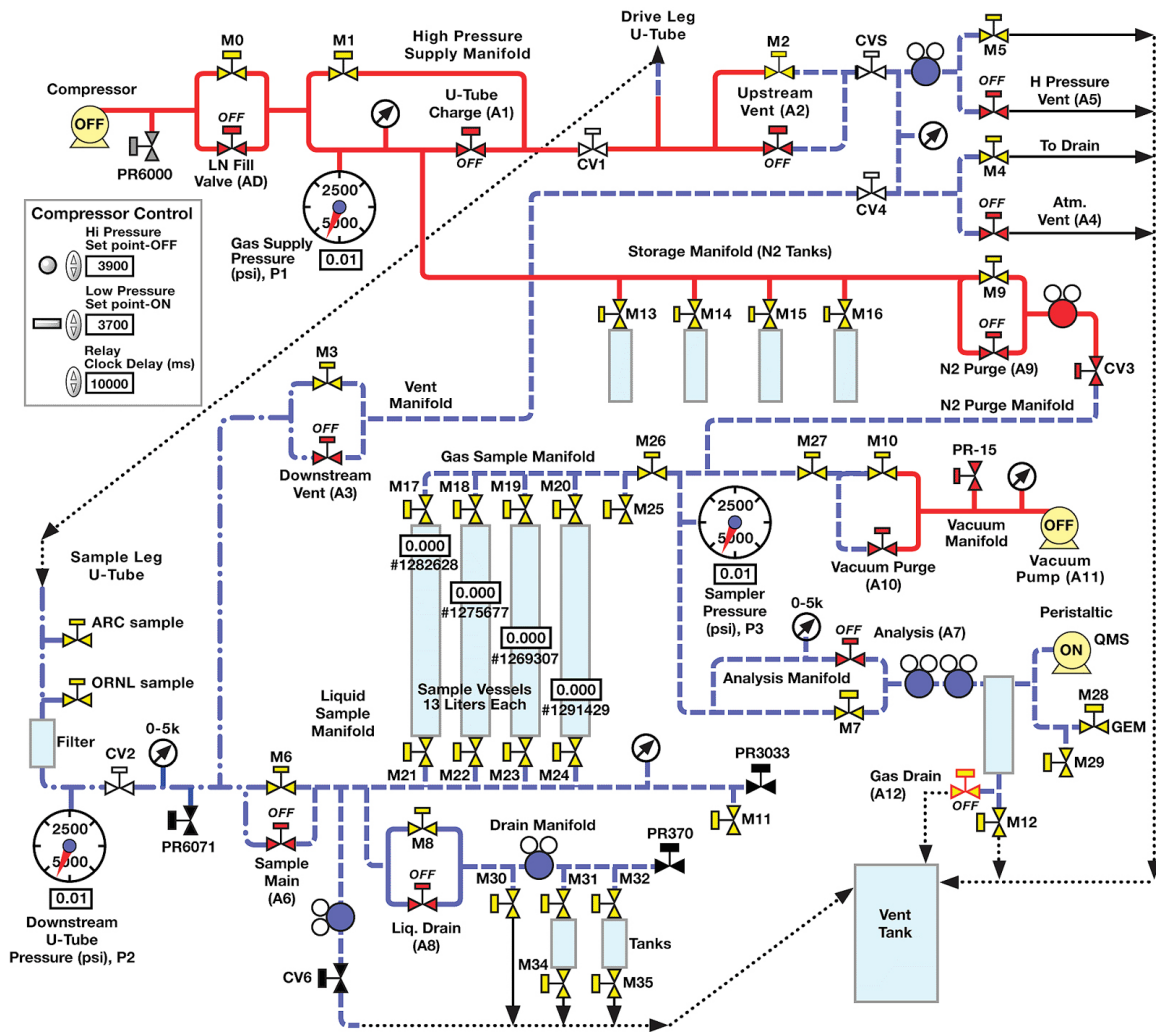 Drive Leg
U-Tube
M0
M1
High Pressure
Supply Manifold
M2
CVS
M5
Compressor
OFF
OFF
U-Tube
Charge (A1)
Upstream
Vent (A2)
OFF
H Pressure
Vent (A5)
PR6000
LN Fill
Valve (AD)
OFF
CV1
OFF
To Drain
M4
2500
5000
Gas Supply
Pressure
(psi), P1
0.01
CV4
OFF
Atm.
Vent (A4)
Compressor Control
Hi Pressure
Set point-OFF
3900
Low Pressure
Set point-ON
3700
Relay
Clock Delay (ms)
10000
Storage Manifold (N2 Tanks)
M13
M14
M15
M16
M9
OFF
N2 Purge (A9)
CV3
N2 Purge Manifold
M3
OFF
Downstream
Vent (A3)
Vent
Manifold
Gas Sample Manifold
M26
M27
M10
PR-15
M17
M18
M19
M20
M25
2500
5000
0.01
Sampler
Pressure
(psi), P3
Vacuum Purge
(A10)
Vacuum
Manifold
OFF
Vacuum
Pump (A11)
0.000
#1282628
0.000
#1275677
0.000
#1269307
0.000
#1291429
Sample Vessels
13 Liters Each
Sample Leg
U-Tube
ARC sample
ORNL sample
Filter
CV2
0-5k
0-5k
OFF
Analysis (A7)
Analysis Manifold
M7
Peristaltic
ON
QMS
M28
GEM
M29
Gas Drain
(A12)
OFF
M12
Liquid
Sample
Manifold
M21
M22
M23
M24
PR3033
M11
M6
OFF
Sample
Main
(A6)
PR6071
2500
5000
0.01
Downstream
U-Tube
Pressure (psi), P2
M8
OFF
Liq. Drain
(A8)
Drain Manifold
PR370
M30
M31
M32
Tanks
M34
M35
CV6
Vent
Tank